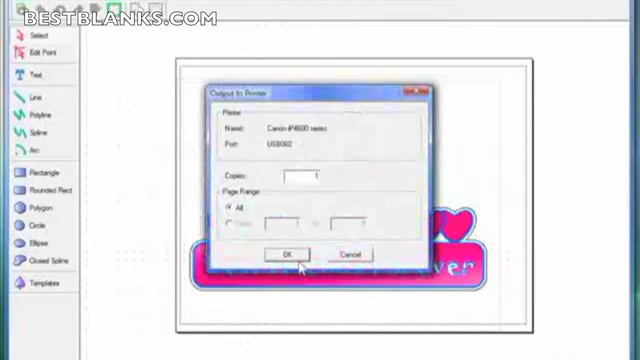 BESTBLANKS.COM
Select
Edit Point
Text
Line
Polyline
Spline
Arc
Rectangle
Rounded Rect
Polygon
Circle
Ellipse
Closed Spline
Templates
Output to Printer
Printer
Name: Canon iP4600 series
Port: USB002
Copies: 1
Page Range
All
OK Cancel